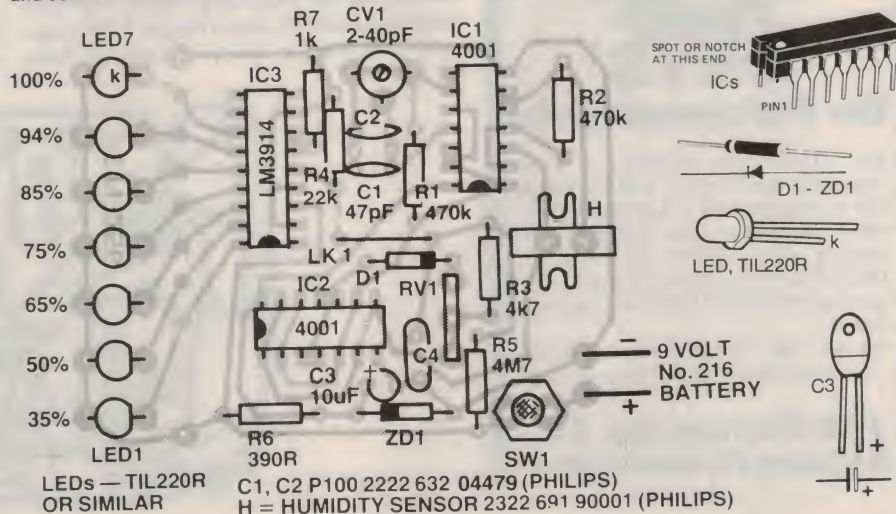 LED7
R7
1k
CV1
2-40pF
IC1
4001
SPOT OR NOTCH
AT THIS END
ICs
PIN1
100%
k
IC3
R2
470k
94%
LM3914
C2
85%
R4
22k
C1
47pF
R1
470k
H
D1 - ZD1
75%
LK1
D1
RV1
R3
4k7
k
LED, TIL220R
65%
IC2
4001
50%
C4
R5
4M7
–
9 VOLT
No. 216
BATTERY
+
C3
10uF
+
C3
+
35%
LED1
R6
390R
ZD1
SW1
+
LEDs — TIL220R
OR SIMILAR
C1, C2 P100 2222 632 04479 (PHILIPS)
H = HUMIDITY SENSOR 2322 691 90001 (PHILIPS)